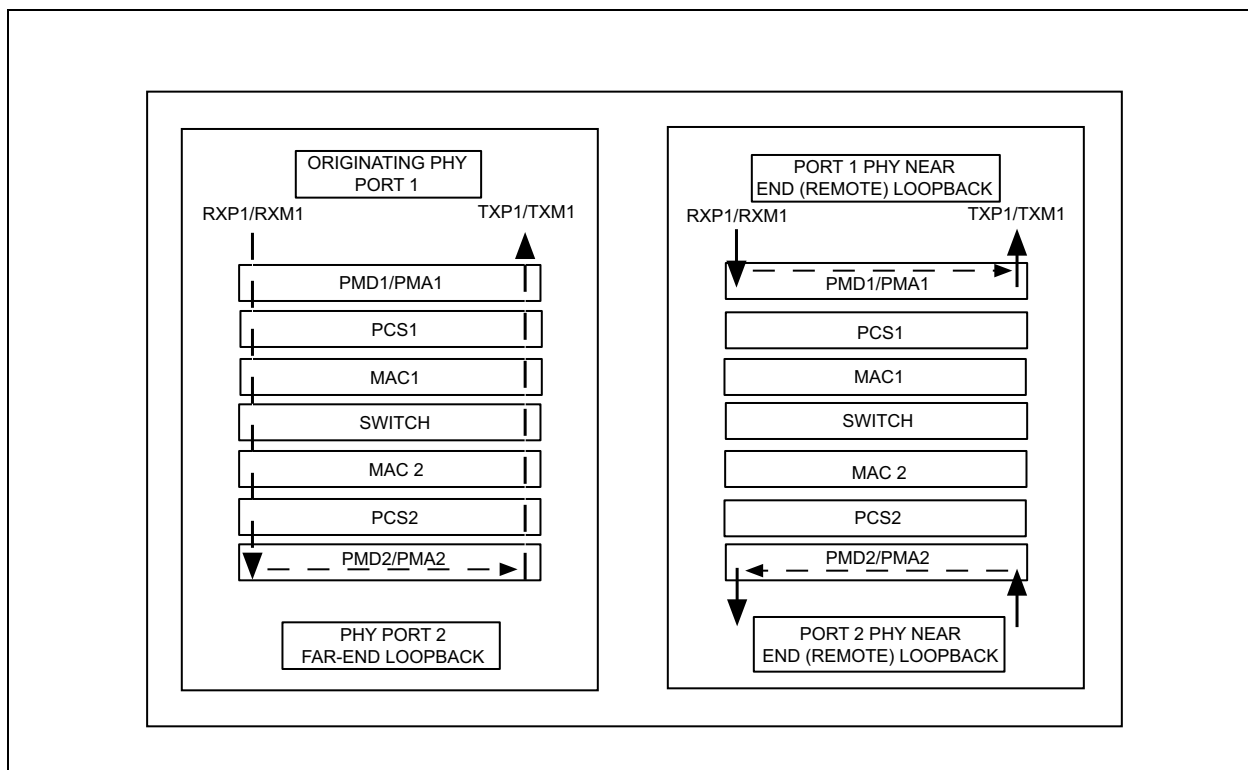 ORIGINATING PHY
PORT 1
RXP1/RXM1
TXP1/TXM1
PMD1/PMA1
PCS1
MAC1
SWITCH
MAC 2
PCS2
PMD2/PMA2
PHY PORT 2
FAR-END LOOPBACK
PORT 1 PHY NEAR
END (REMOTE) LOOPBACK
RXP1/RXM1
TXP1/TXM1
PMD1/PMA1
PCS1
MAC1
SWITCH
MAC 2
PCS2
PMD2/PMA2
PORT 2 PHY NEAR
END (REMOTE) LOOPBACK